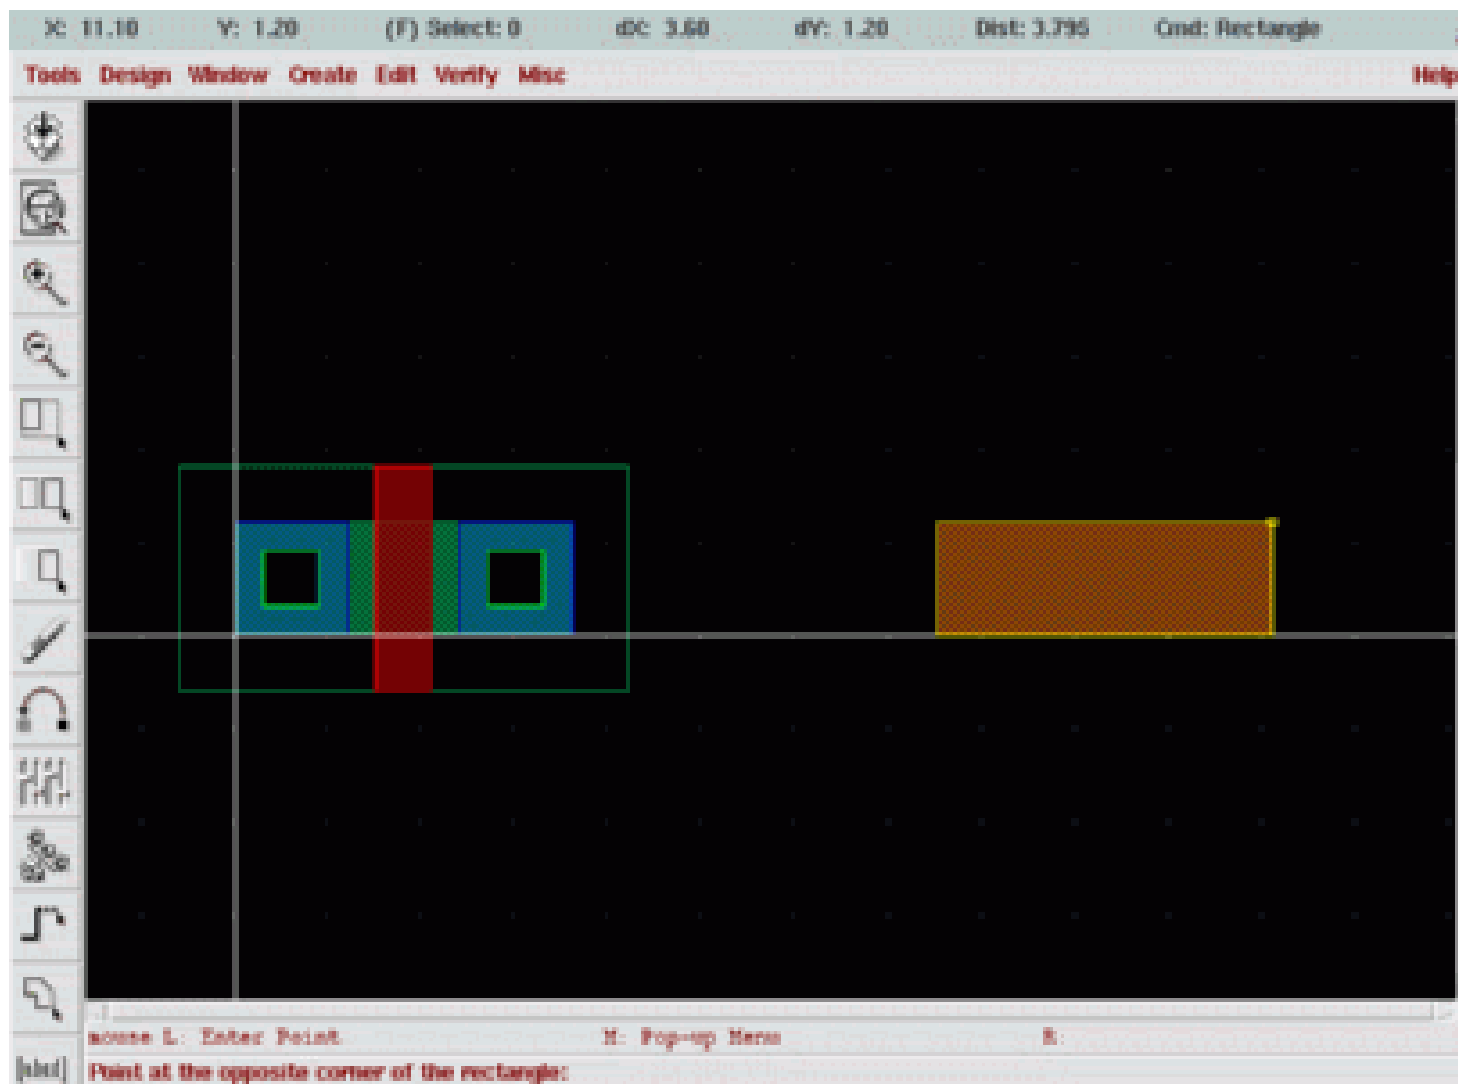 X: 11.10 Y: 1.20 (F) Select: 0 dX: 3.60 dY: 1.20 Dist: 3.795 Cmd: Rectangle
Tools Design Window Create Edit Verify Misc Help
mouse L: Enter Point M: Pop-up Menu R:
[abcd] Point at the opposite corner of the rectangle: